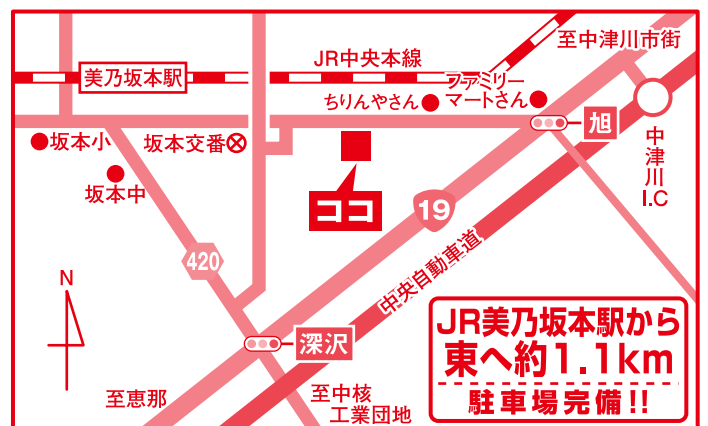 至中津川市街
JR中央本線
美乃坂本駅
ファミリー
マートさん
ちりんやさん
旭
坂本小
坂本交番
中津川I.C
坂本中
ココ
19
420
中央自動車道
N
深沢
JR美乃坂本駅から
東へ約1.1km
駐車場完備!!
至恵那
至中核
工業団地